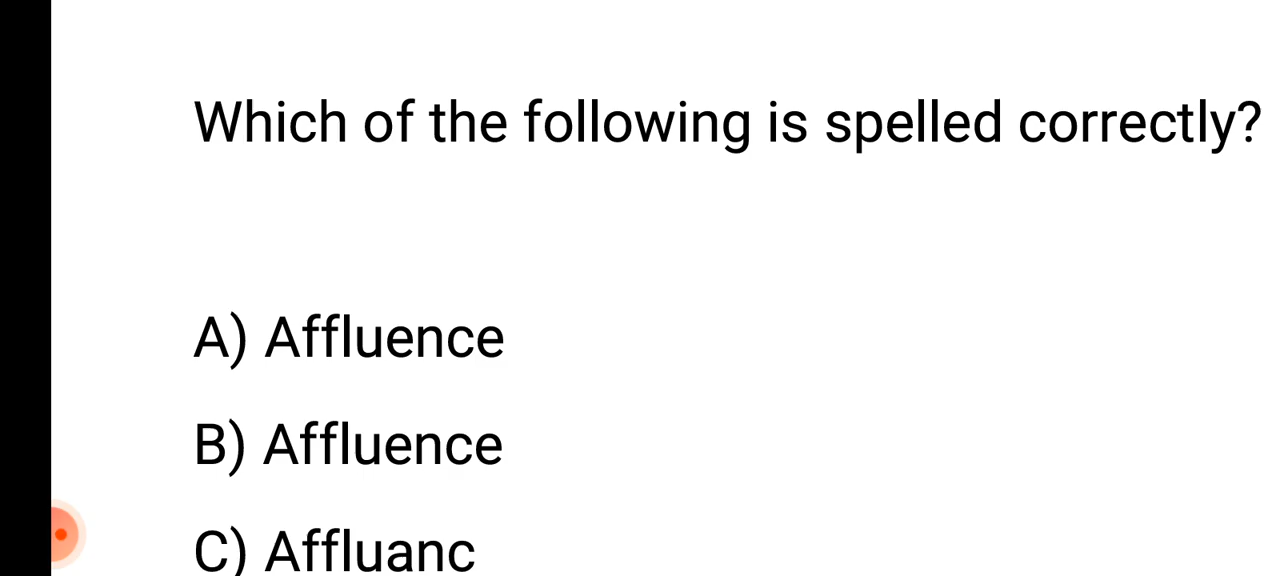 Which of the following is spelled correctly?
A) Affluence
B) Affluence
C) Affluanc